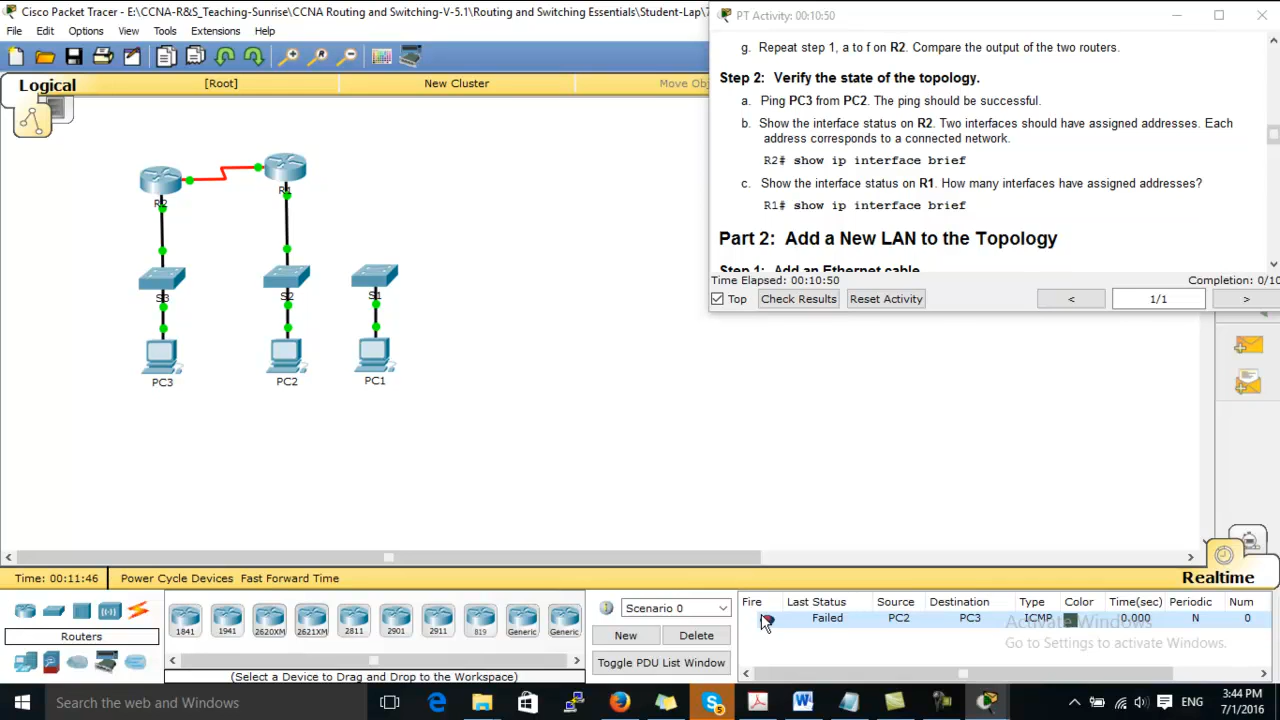 Cisco Packet Tracer - E:\CCNA-R&S_Teaching-Sunrise\CCNA Routing and Switching-V-5.1\Routing and Switching Essentials\Student-Lap\7
File Edit Options View Tools Extensions Help
Logical [Root] New Cluster Move Obj
R2 R1
S3 S2 S1
PC3 PC2 PC1
PT Activity: 00:10:50
g. Repeat step 1, a to f on R2. Compare the output of the two routers.
Step 2: Verify the state of the topology.
a. Ping PC3 from PC2. The ping should be successful.
b. Show the interface status on R2. Two interfaces should have assigned addresses. Each
address corresponds to a connected network.
R2# show ip interface brief
c. Show the interface status on R1. How many interfaces have assigned addresses?
R1# show ip interface brief
Part 2: Add a New LAN to the Topology
Step 1: Add an Ethernet cable
Time Elapsed: 00:10:50 Completion: 0/10
Top Check Results Reset Activity < 1/1 >
Time: 00:11:46 Power Cycle Devices Fast Forward Time Realtime
Routers
1841 1941 2620XM 2621XM 2811 2901 2911 819 Generic Generic
(Select a Device to Drag and Drop to the Workspace)
Scenario 0
New Delete
Toggle PDU List Window
Fire Last Status Source Destination Type Color Time(sec) Periodic Num
Failed PC2 PC3 ICMP 0.000 N 0
Activate Windows
Go to Settings to activate Windows.
Search the web and Windows
ENG
3:44 PM
7/1/2016